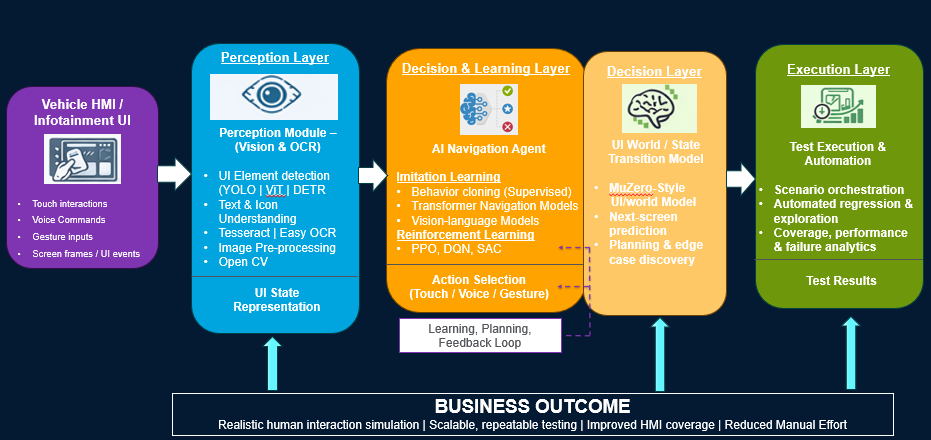 Vehicle HMI /
Infotainment UI
Touch interactions
Voice Commands
Gesture inputs
Screen frames / UI events
Perception Layer
Perception Module –
(Vision & OCR)
UI Element detection
(YOLO | ViT | DETR
Text & Icon
Understanding
Tesseract | Easy OCR
Image Pre-processing
Open CV
UI State
Representation
Decision & Learning Layer
AI Navigation Agent
Imitation Learning
Behavior cloning (Supervised)
Transformer Navigation Models
Vision-language Models
Reinforcement Learning
PPO, DQN, SAC
Action Selection
(Touch / Voice / Gesture)
Learning, Planning,
Feedback Loop
Decision Layer
UI World / State
Transition Model
MuZero-Style
UI/world Model
Next-screen
prediction
Planning & edge
case discovery
Execution Layer
Test Execution &
Automation
Scenario orchestration
Automated regression &
exploration
Coverage, performance
& failure analytics
Test Results
BUSINESS OUTCOME
Realistic human interaction simulation | Scalable, repeatable testing | Improved HMI coverage | Reduced Manual Effort